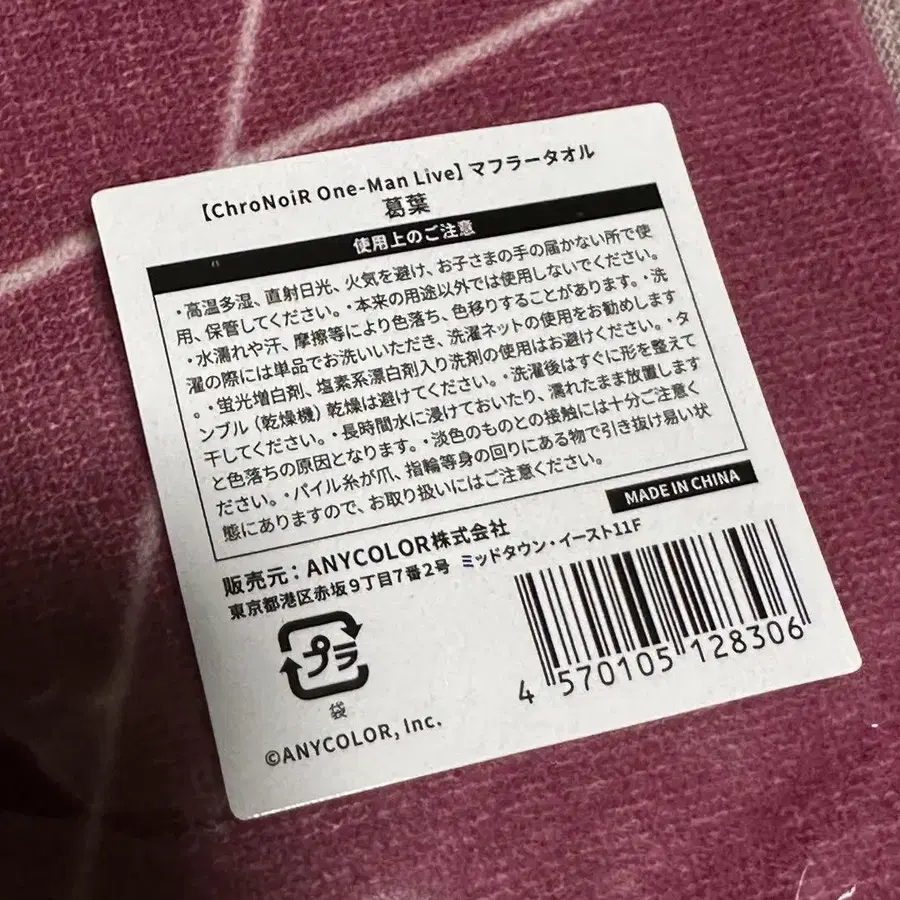 【ChroNoiR One-Man Live】マフラータオル
葛葉
使用上のご注意
・高温多湿、直射日光、火気を避け、お子さまの手の届かない所で使
用、保管してください。・本来の用途以外では使用しないでください。
・水濡れや汗、摩擦等により色落ち、色移りすることがあります。・洗
濯の際には単品でお洗いいただき、洗濯ネットの使用をお勧めします
。・蛍光増白剤、塩素系漂白剤入り洗剤の使用はお避けください。・タ
ンブル（乾燥機）乾燥は避けてください。・洗濯後はすぐに形を整えて
干してください。・長時間水に浸けておいたり、濡れたまま放置します
と色落ちの原因となります。・淡色のものとの接触には十分ご注意く
ださい。・パイル糸が爪、指輪等身の回りにある物で引き抜け易い状
態にありますので、お取り扱いにはご注意ください。
MADE IN CHINA
販売元：ANYCOLOR株式会社
東京都港区赤坂9丁目7番2号 ミッドタウン・イースト11F
プラ
袋
4 570105 128306
©ANYCOLOR, Inc.